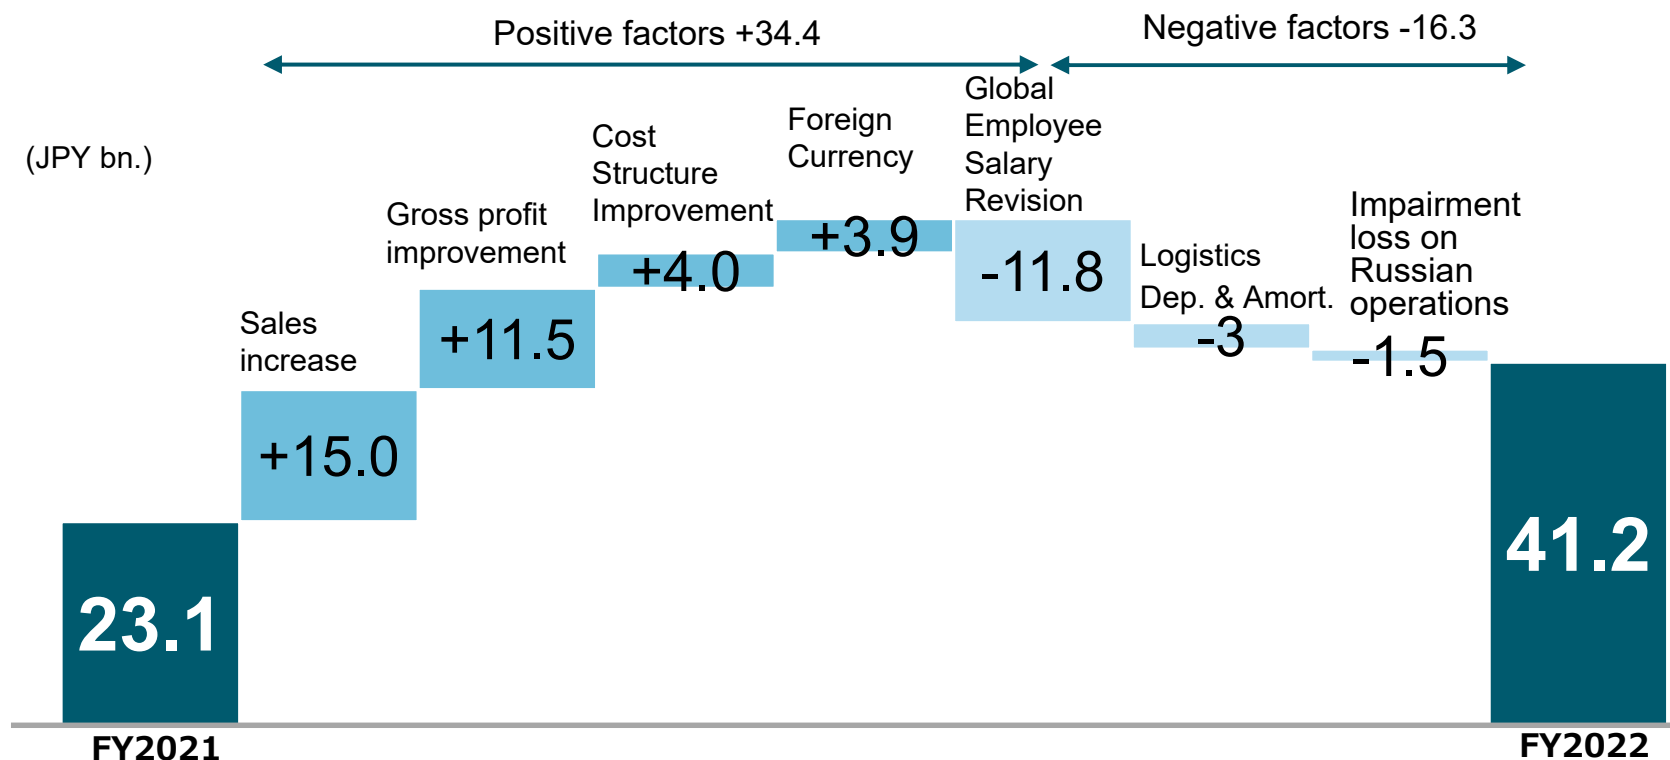 Positive factors +34.4
Negative factors -16.3
(JPY bn.)
Sales
increase
Gross profit
improvement
Cost
Structure
Improvement
Foreign
Currency
Global
Employee
Salary
Revision
Logistics
Dep. & Amort.
Impairment
loss on
Russian
operations
23.1
+15.0
+11.5
+4.0
+3.9
-11.8
-3
-1.5
41.2
FY2021
FY2022